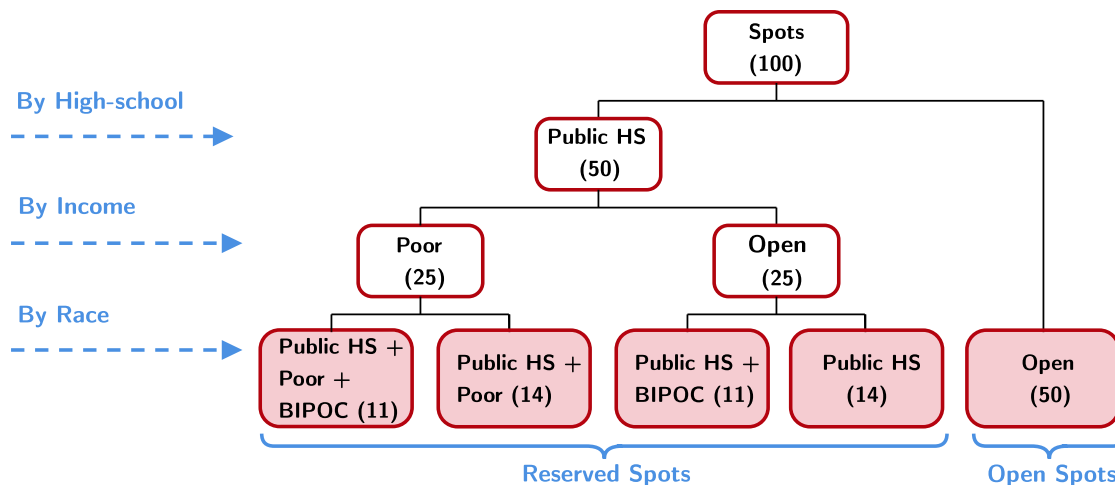 Spots
(100)
By High-school
Public HS
(50)
By Income
Poor
(25)
Open
(25)
By Race
Public HS +
Poor +
BIPOC (11)
Public HS +
Poor (14)
Public HS +
BIPOC (11)
Public HS
(14)
Open
(50)
Reserved Spots
Open Spots